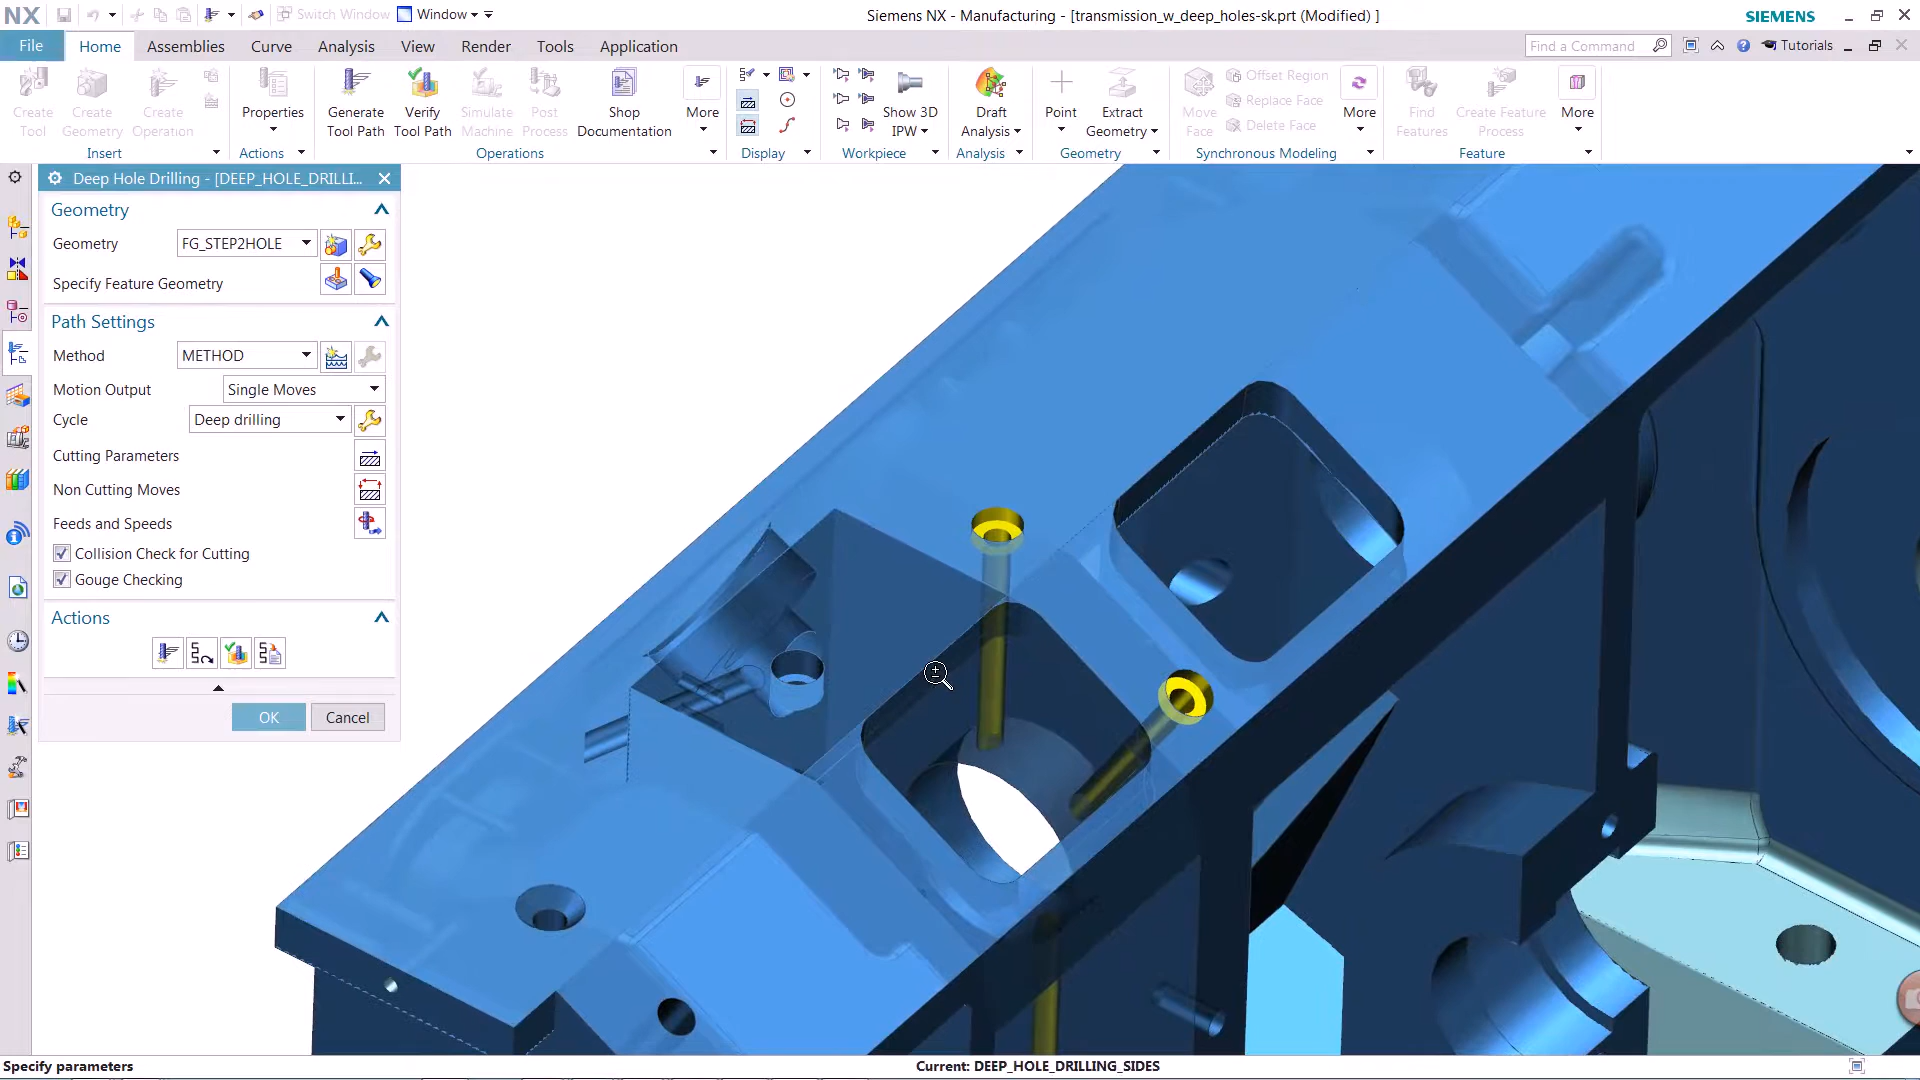 NX
Switch Window
Window
Siemens NX - Manufacturing - [transmission_w_deep_holes-sk.prt (Modified) ]
SIEMENS
File
Home
Assemblies
Curve
Analysis
View
Render
Tools
Application
Find a Command
Tutorials
Create Tool
Create Geometry
Create Operation
Insert
Properties
Actions
Generate Tool Path
Verify Tool Path
Simulate Machine
Post Process
Shop Documentation
More
Operations
Display
Show 3D IPW
Workpiece
Draft Analysis
Analysis
Point
Extract Geometry
Geometry
Move Face
Offset Region
Replace Face
Delete Face
More
Synchronous Modeling
Find Features
Create Feature Process
More
Feature
Deep Hole Drilling - [DEEP_HOLE_DRILLI...
Geometry
Geometry
FG_STEP2HOLE
Specify Feature Geometry
Path Settings
Method
METHOD
Motion Output
Single Moves
Cycle
Deep drilling
Cutting Parameters
Non Cutting Moves
Feeds and Speeds
Collision Check for Cutting
Gouge Checking
Actions
OK
Cancel
Specify parameters
Current: DEEP_HOLE_DRILLING_SIDES